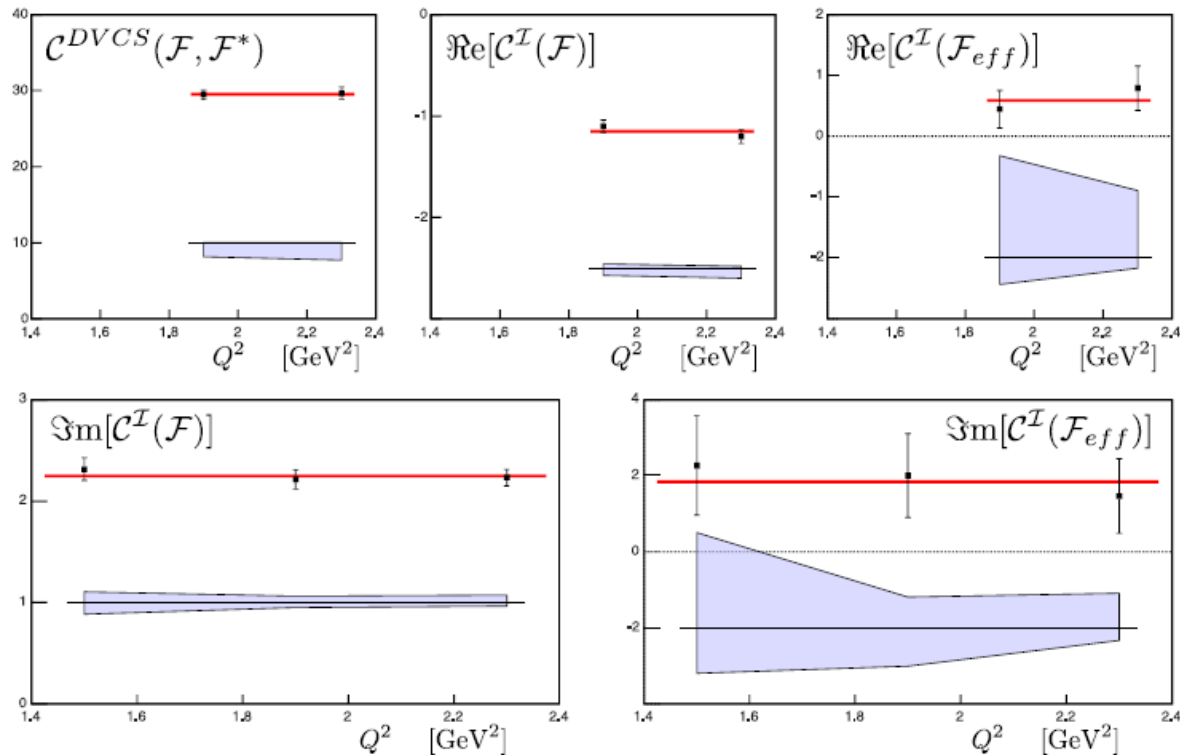 𝒞^{DVCS}(ℱ, ℱ*)
40
30
20
10
0
1.4 1.6 1.8 2 2.2 2.4
Q² [GeV²]
ℜe[𝒞^ℐ(ℱ)]
-0
-1
-2
1.4 1.6 1.8 2 2.2 2.4
Q² [GeV²]
ℜe[𝒞^ℐ(ℱ_{eff})]
2
1
0
-1
-2
1.4 1.6 1.8 2 2.2 2.4
Q² [GeV²]
ℑm[𝒞^ℐ(ℱ)]
3
2
1
0
1.4 1.6 1.8 2 2.2 2.4
Q² [GeV²]
ℑm[𝒞^ℐ(ℱ_{eff})]
4
2
0
-2
1.4 1.6 1.8 2 2.2 2.4
Q² [GeV²]